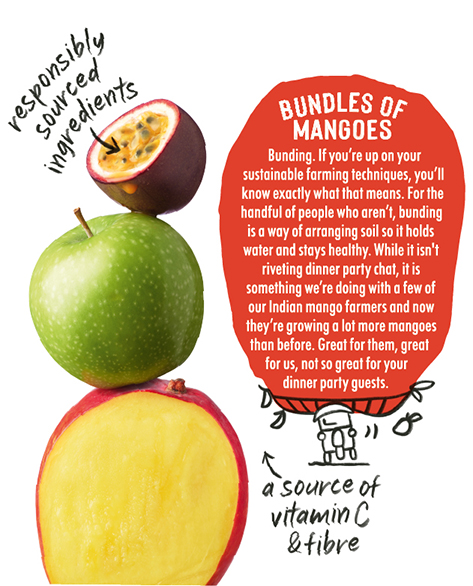 responsibly
sourced
ingredients
BUNDLES OF
MANGOES
Bunding. If you're up on your
sustainable farming techniques, you'll
know exactly what that means. For the
handful of people who aren't, bunding
is a way of arranging soil so it holds
water and stays healthy. While it isn't
riveting dinner party chat, it is
something we're doing with a few of
our Indian mango farmers and now
they're growing a lot more mangoes
than before. Great for them, great
for us, not so great for your
dinner party guests.
a source of
vitamin C
& fibre